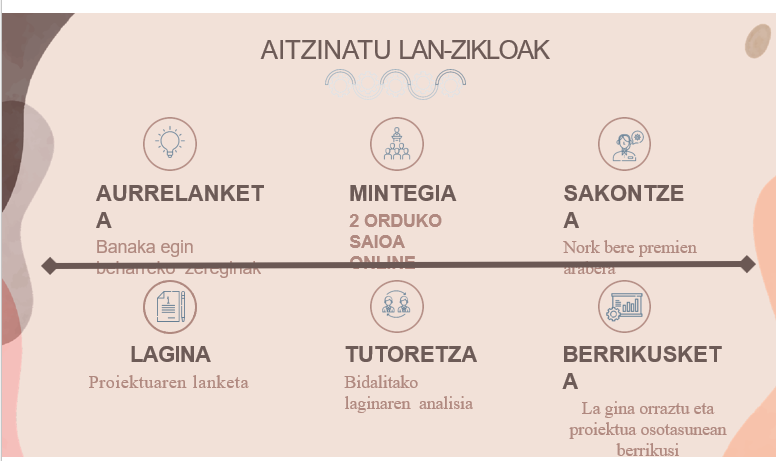 AITZINATU LAN-ZIKLOAK
AURRELANKET
A
Banaka egin
beharreko zereginak
MINTEGIA
2 ORDUKO
SAIOA
ONLINE
SAKONTZE
A
Nork bere premien
arabera
LAGINA
Proiektuaren lanketa
TUTORETZA
Bidalitako
laginaren analisia
BERRIKUSKET
A
La gina orraztu eta
proiektua osotasunean
berrikusi